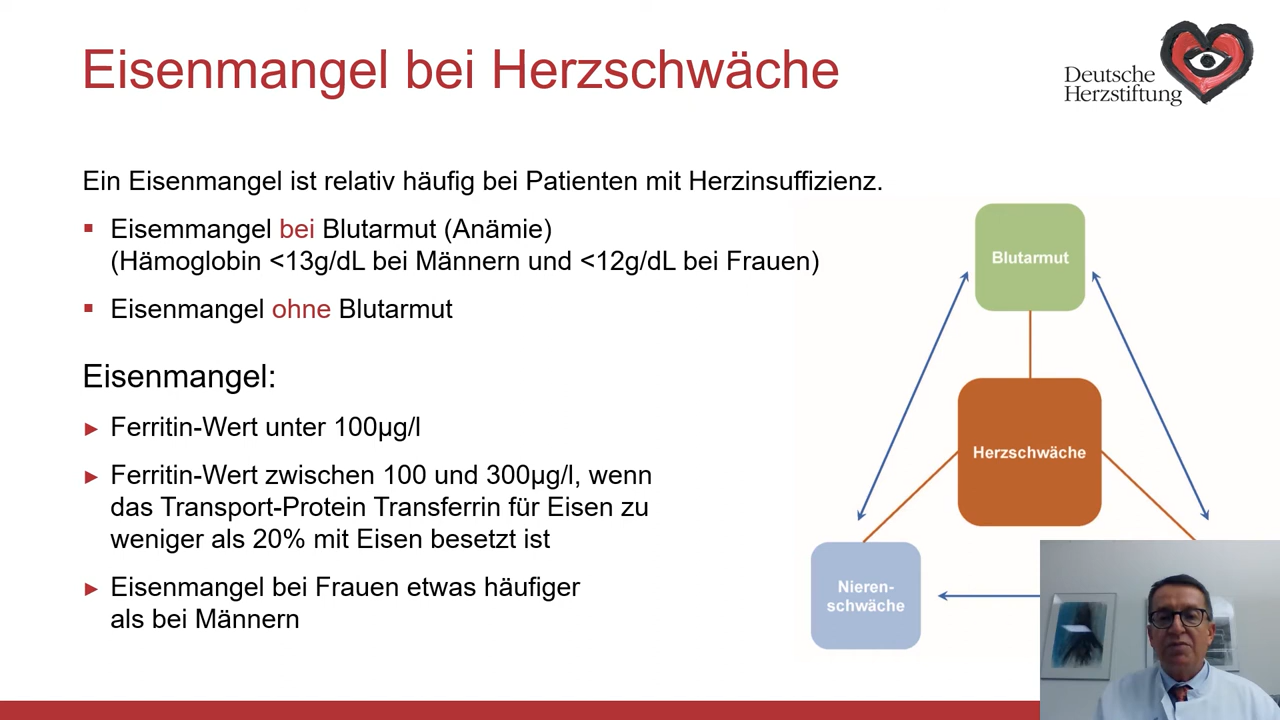 Eisenmangel bei Herzschwäche
Deutsche
Herzstiftung
Ein Eisenmangel ist relativ häufig bei Patienten mit Herzinsuffizienz.
▪ Eisemmangel bei Blutarmut (Anämie)
(Hämoglobin <13g/dL bei Männern und <12g/dL bei Frauen)
▪ Eisenmangel ohne Blutarmut
Eisenmangel:
► Ferritin-Wert unter 100µg/l
► Ferritin-Wert zwischen 100 und 300µg/l, wenn
das Transport-Protein Transferrin für Eisen zu
weniger als 20% mit Eisen besetzt ist
► Eisenmangel bei Frauen etwas häufiger
als bei Männern
Blutarmut
Herzschwäche
Nieren-
schwäche